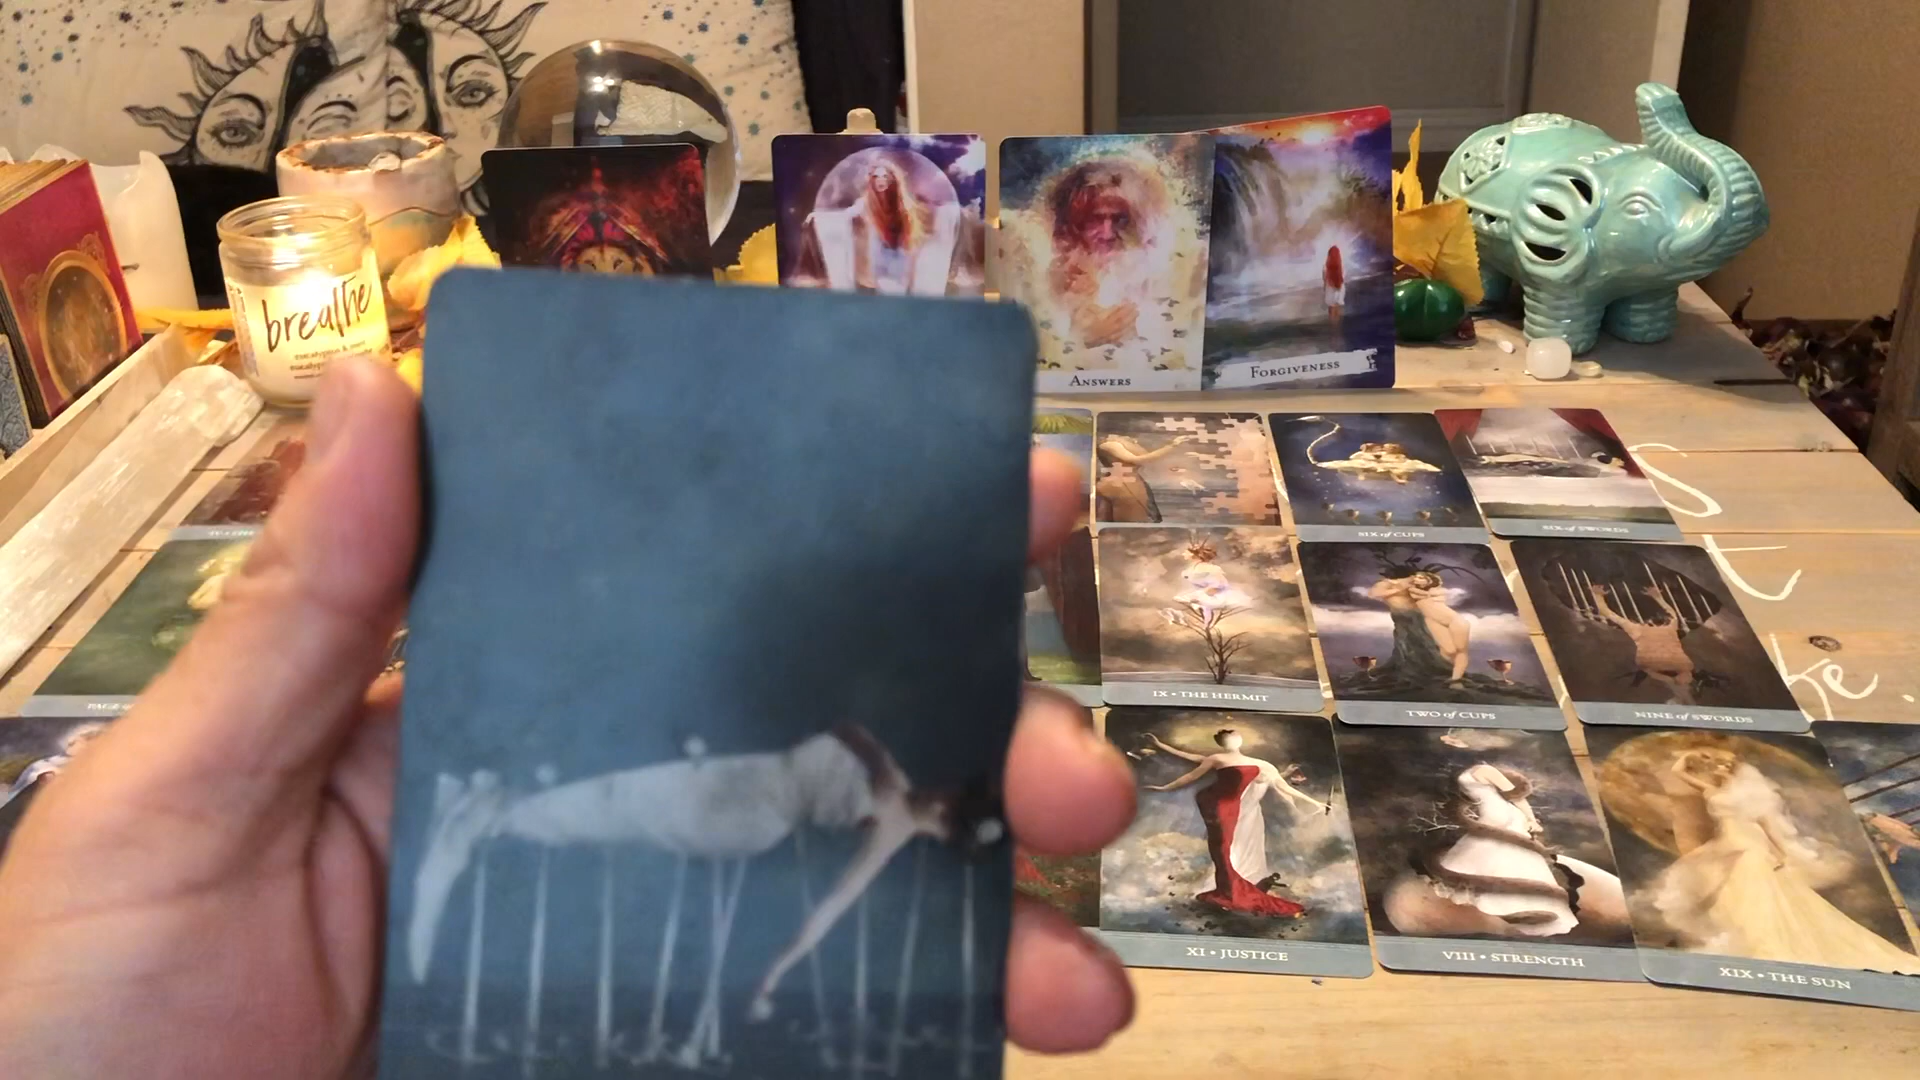 breathe
eucalyptus & mint
ANSWERS
FORGIVENESS
SIX of CUPS
SIX of SWORDS
IX • THE HERMIT
TWO of CUPS
NINE of SWORDS
PAGE
XI • JUSTICE
VIII • STRENGTH
XIX • THE SUN